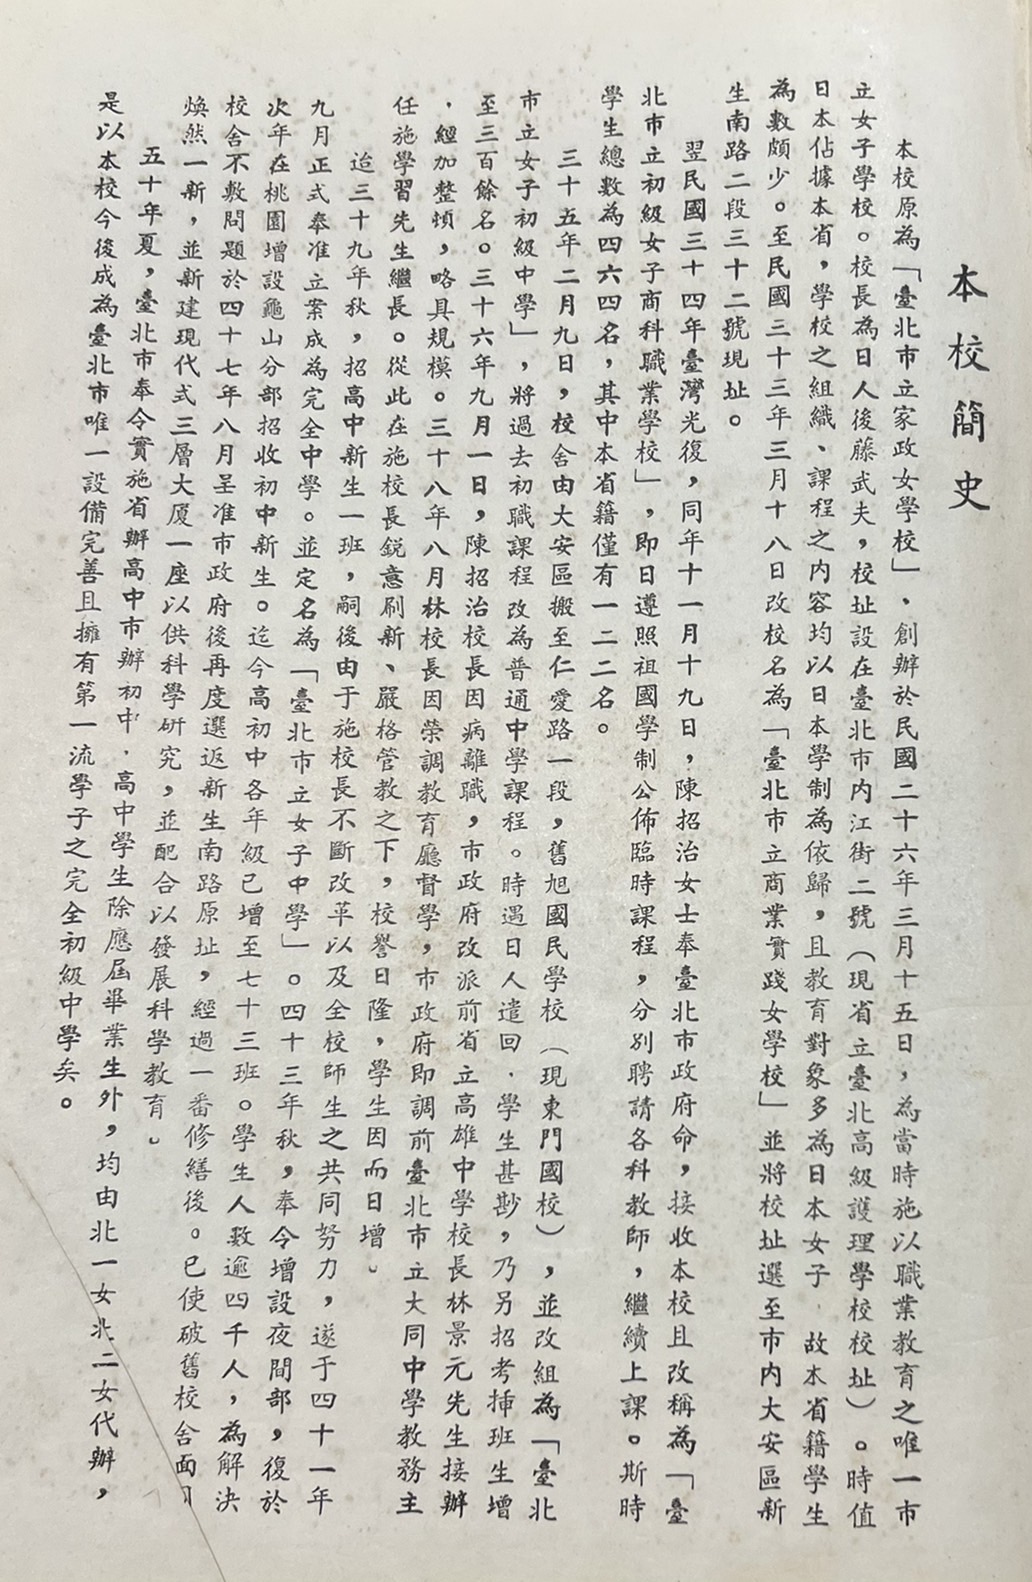 本校簡史
本校原為「臺北市立家政女學校」．創辦於民國二十六年三月十五日，為當時施以職業教育之唯一市
立女子學校。校長為日人後藤武夫，校址設在臺北市內江街二號（現省立臺北高級護理學校校址）。時值
日本佔據本省，學校之組織、課程之內容均以日本學制為依歸，且教育對象多為日本女子．故本省籍學生
為數頗少。至民國三十三年三月十八日改校名為「臺北市立商業實踐女學校」並將校址遷至市內大安區新
生南路二段三十二號現址。
翌民國三十四年臺灣光復，同年十一月十九日，陳招治女士奉臺北市政府命，接收本校且改稱為「臺
北市立初級女子商科職業學校」，即日遵照祖國學制公佈臨時課程，分別聘請各科教師，繼續上課。斯時
學生總數為四六四名，其中本省籍僅有一二二名。
三十五年二月九日，校舍由大安區搬至仁愛路一段，舊旭國民學校（現東門國校），並改組為「臺北
市立女子初級中學」，將過去初職課程改為普通中學課程。時遇日人遣回．學生甚尠，乃另招考挿班生增
至三百餘名。三十六年九月一日，陳招治校長因病離職，市政府改派前省立高雄中學校長林景元先生接辦
．經加整頓，略具規模。三十八年八月林校長因榮調教育廳督學，市政府即調前臺北市立大同中學教務主
任施學習先生繼長。從此在施校長銳意刷新、嚴格管教之下，校譽日隆，學生因而日增。
迨三十九年秋，招高中新生一班，嗣後由于施校長不斷改革以及全校師生之共同努力，遂于四十一年
九月正式奉准立案成為完全中學。並定名為「臺北市立女子中學」。四十三年秋，奉令增設夜間部，復於
次年在桃園增設龜山分部招收初中新生。迄今高初中各年級已增至七十三班。學生人數逾四千人，為解決
校舍不敷問題於四十七年八月呈准市政府後再度遷返新生南路原址，經過一番修繕後。已使破舊校舍面目
煥然一新，並新建現代式三層大廈一座以供科學研究，並配合以發展科學教育。
五十年夏，臺北市奉令實施省辦高中市辦初中．高中學生除應屆畢業生外，均由北一女北二女代辦，
是以本校今後成為臺北市唯一設備完善且擁有第一流學子之完全初級中學矣。